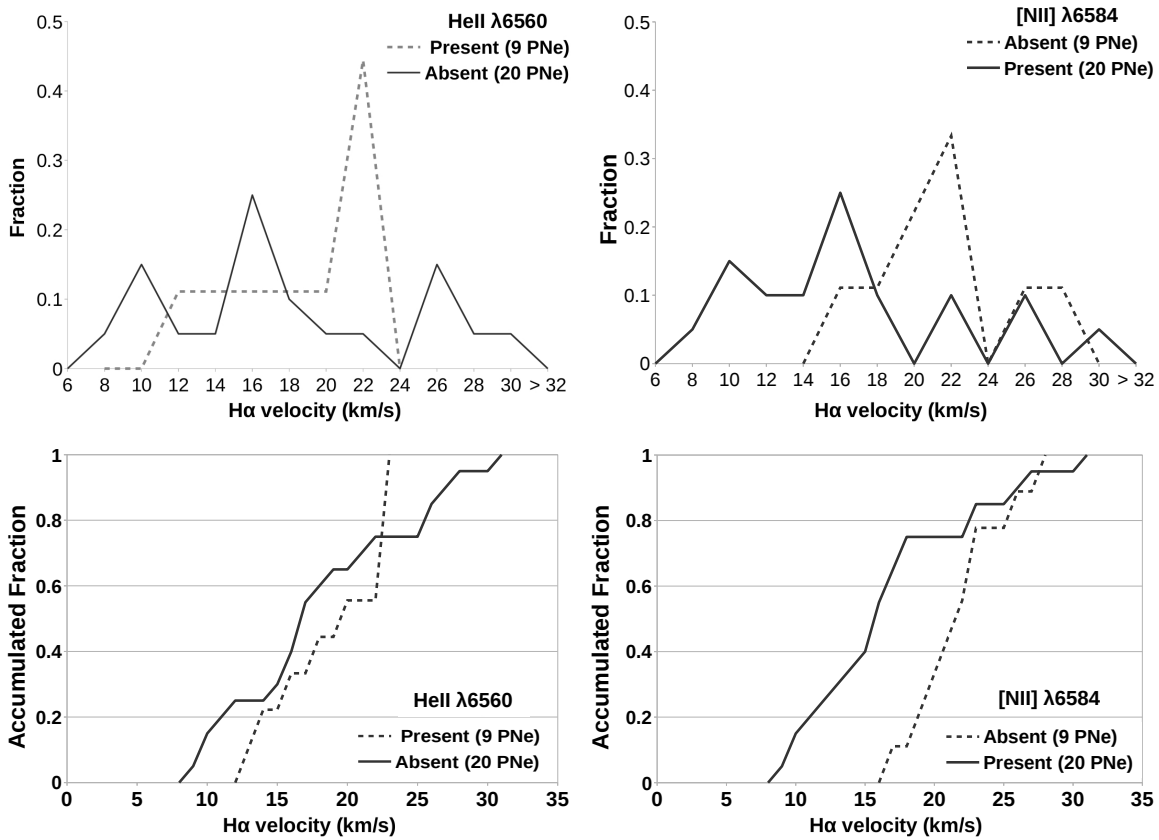 HeII λ6560
Present (9 PNe)
Absent (20 PNe)
0.5
0.4
0.3
0.2
0.1
0
Fraction
6 8 10 12 14 16 18 20 22 24 26 28 30 > 32
Hα velocity (km/s)
[NII] λ6584
Absent (9 PNe)
Present (20 PNe)
0.5
0.4
0.3
0.2
0.1
0
Fraction
6 8 10 12 14 16 18 20 22 24 26 28 30 > 32
Hα velocity (km/s)
1
0.8
0.6
0.4
0.2
0
Accumulated Fraction
HeII λ6560
Present (9 PNe)
Absent (20 PNe)
0 5 10 15 20 25 30 35
Hα velocity (km/s)
1
0.8
0.6
0.4
0.2
0
Accumulated Fraction
[NII] λ6584
Absent (9 PNe)
Present (20 PNe)
0 5 10 15 20 25 30 35
Hα velocity (km/s)